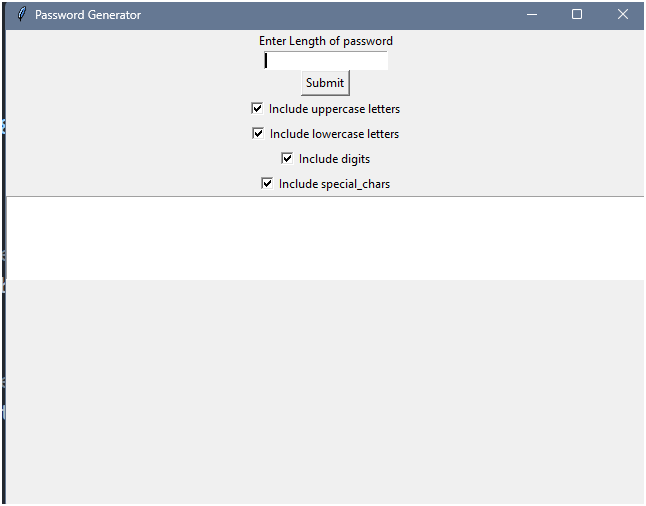 Password Generator
Enter Length of password
Submit
Include uppercase letters
Include lowercase letters
Include digits
Include special_chars